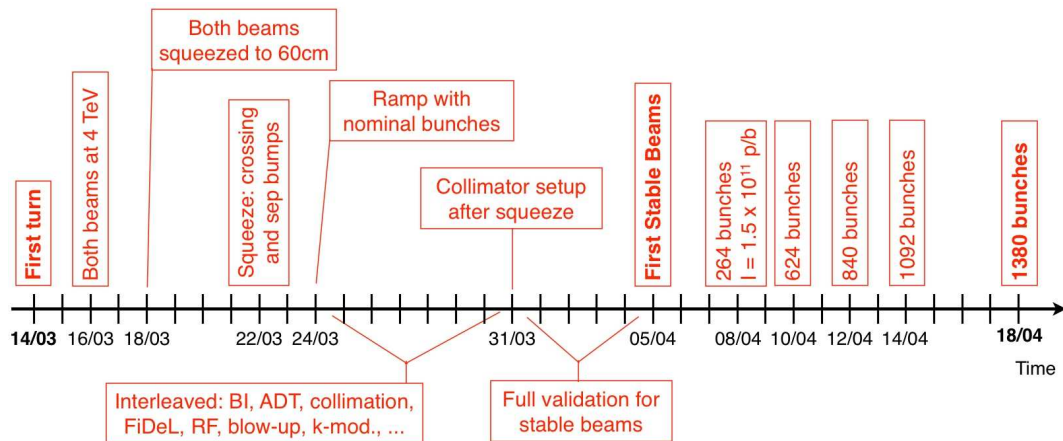 Both beams
squeezed to 60cm
Ramp with
nominal bunches
Collimator setup
after squeeze
First turn
Both beams at 4 TeV
Squeeze: crossing
and sep bumps
First Stable Beams
264 bunches
I = 1.5 x 10¹¹ p/b
624 bunches
840 bunches
1092 bunches
1380 bunches
14/03 16/03 18/03 22/03 24/03 31/03 05/04 08/04 10/04 12/04 14/04 18/04
Time
Interleaved: BI, ADT, collimation,
FiDeL, RF, blow-up, k-mod., ...
Full validation for
stable beams